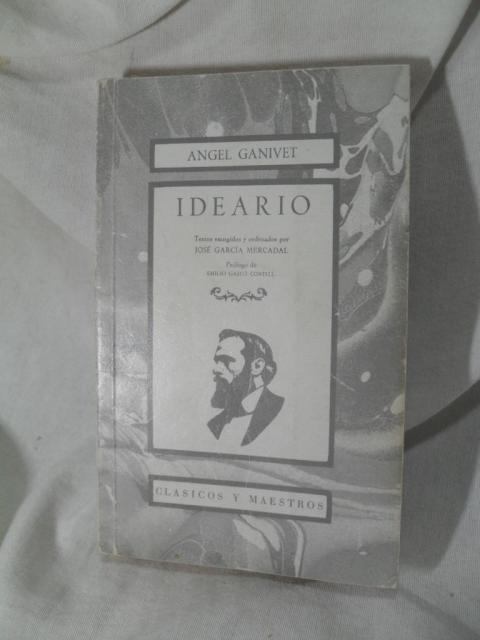 ANGEL GANIVET
IDEARIO
Textos escogidos y ordenados por
JOSÉ GARCÍA MERCADAL
Prólogo de
EMILIO GASCÓ CONTELL
CLASICOS Y MAESTROS